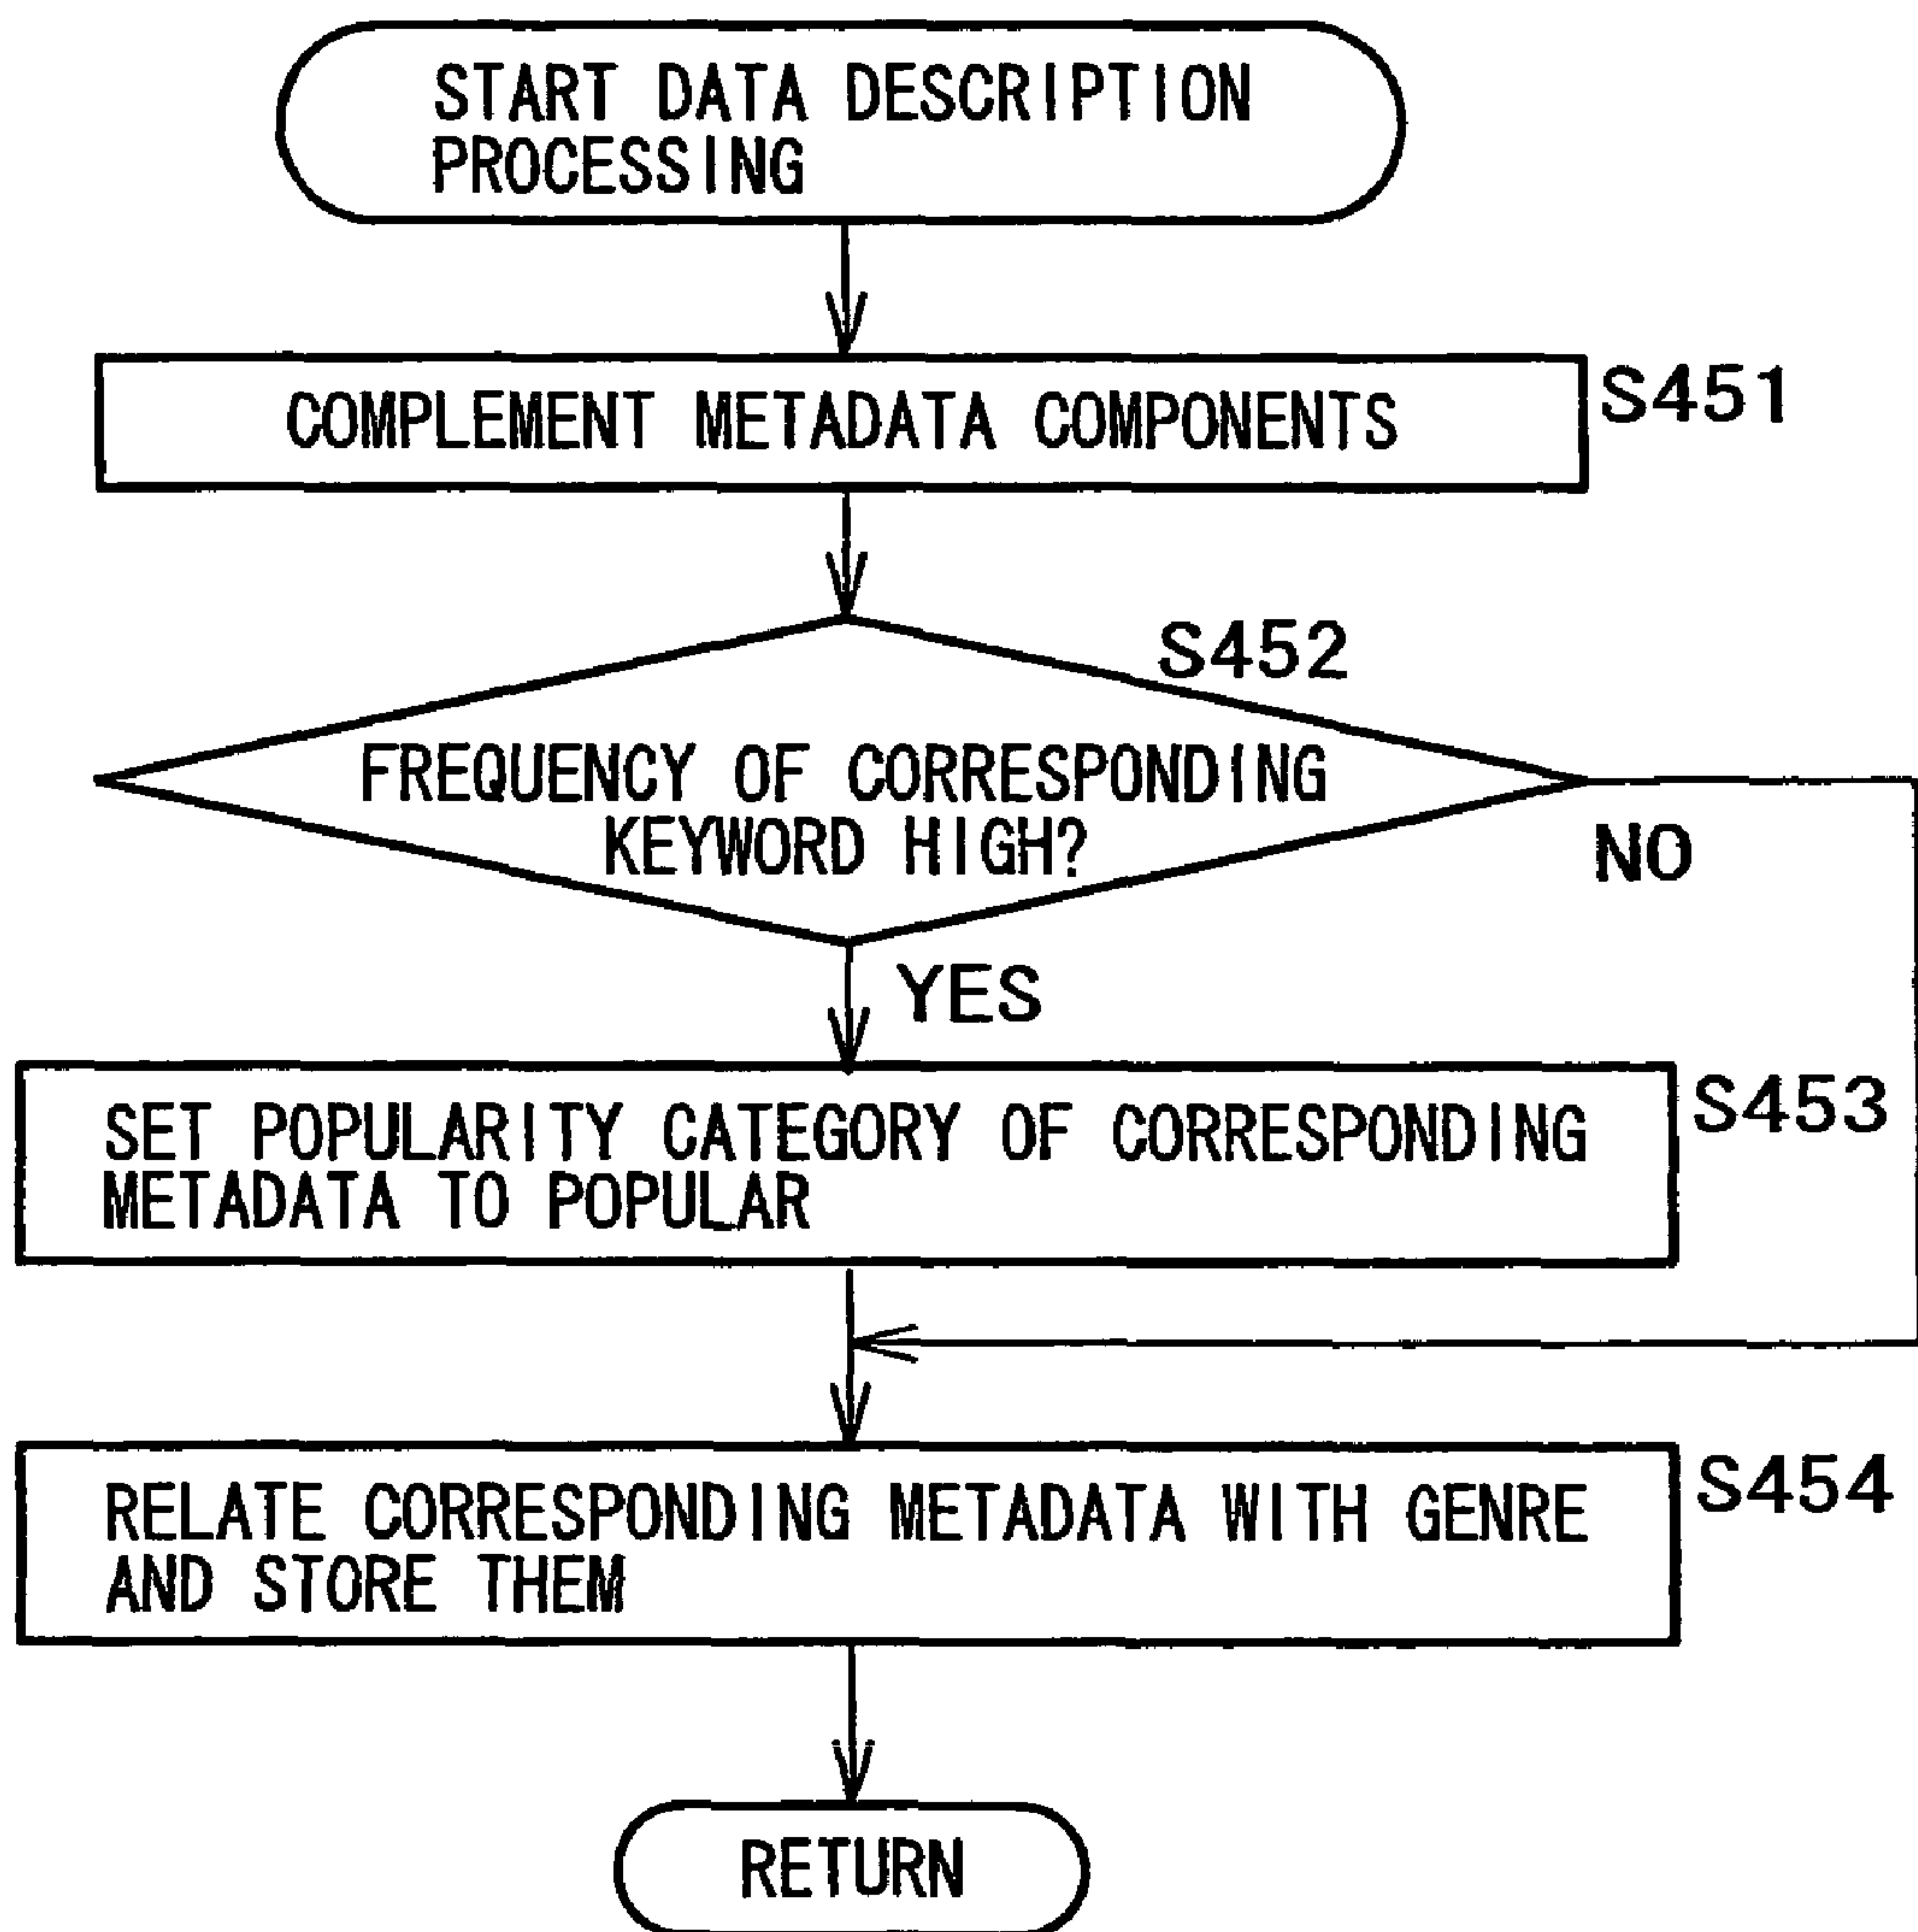 START DATA DESCRIPTION
PROCESSING
COMPLEMENT METADATA COMPONENTS
S451
S452
FREQUENCY OF CORRESPONDING
KEYWORD HIGH?
NO
YES
SET POPULARITY CATEGORY OF CORRESPONDING
METADATA TO POPULAR
S453
RELATE CORRESPONDING METADATA WITH GENRE
AND STORE THEM
S454
RETURN